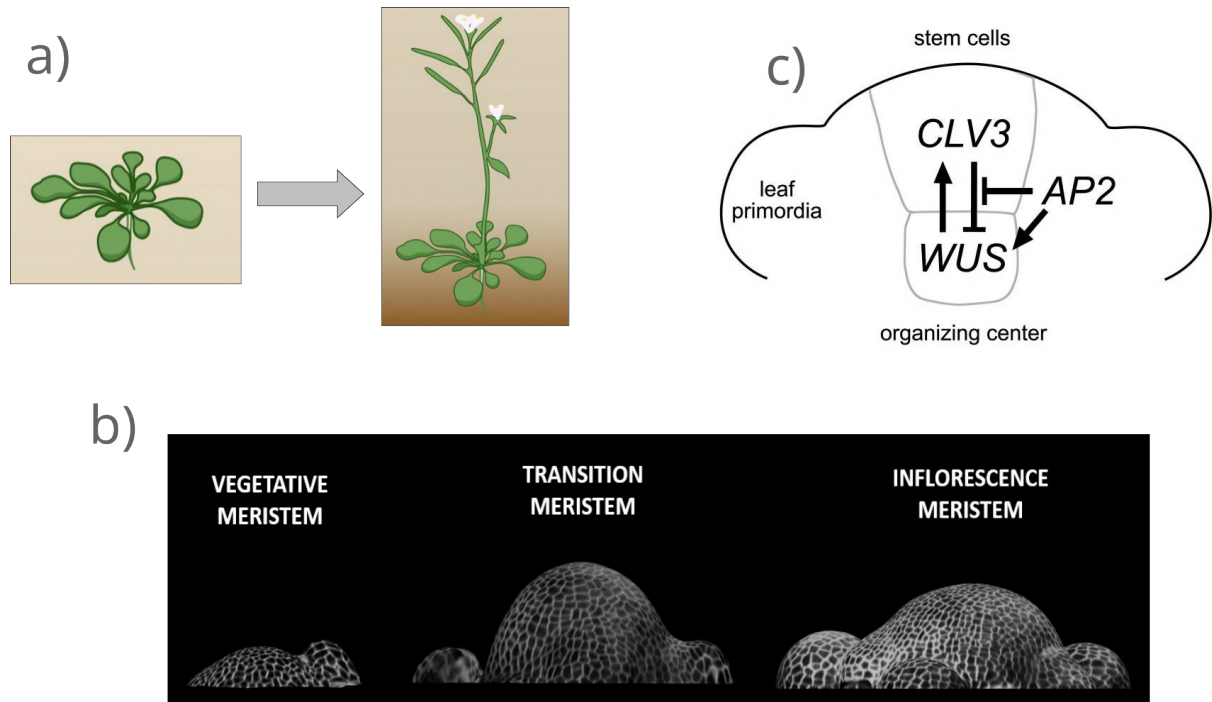 a)
c)
stem cells
CLV3
leaf
primordia
AP2
WUS
organizing center
b)
VEGETATIVE
MERISTEM
TRANSITION
MERISTEM
INFLORESCENCE
MERISTEM